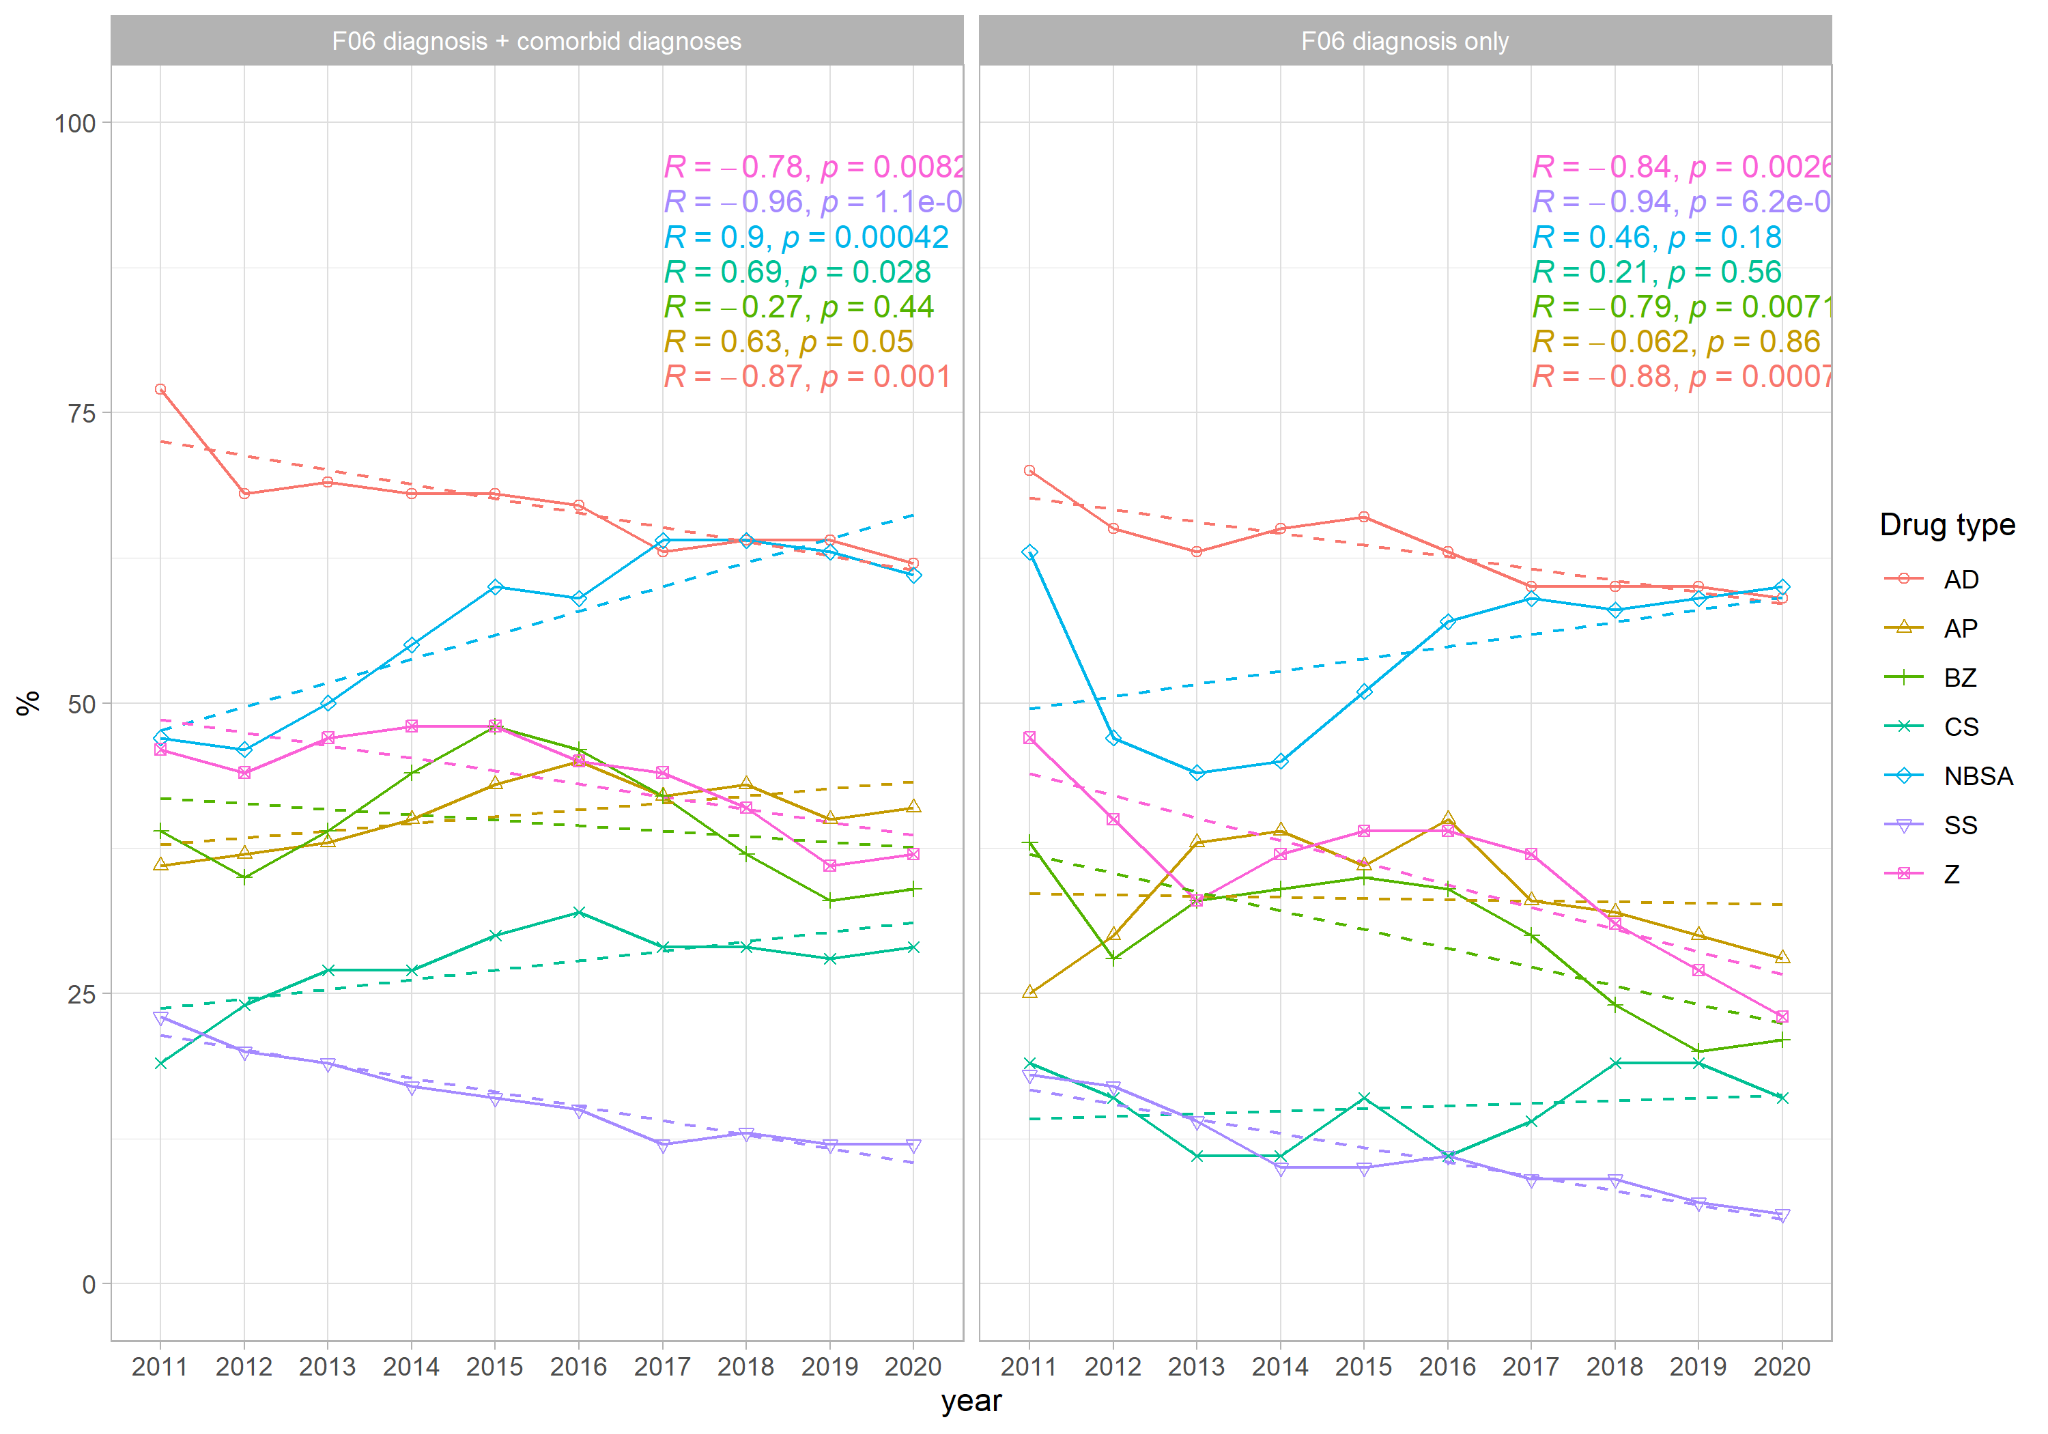 F06 diagnosis + comorbid diagnoses
F06 diagnosis only
100
75
50
25
0
%
R = −0.78, p = 0.0082
R = −0.96, p = 1.1e-0
R = 0.9, p = 0.00042
R = 0.69, p = 0.028
R = −0.27, p = 0.44
R = 0.63, p = 0.05
R = −0.87, p = 0.001
R = −0.84, p = 0.0026
R = −0.94, p = 6.2e-0
R = 0.46, p = 0.18
R = 0.21, p = 0.56
R = −0.79, p = 0.0071
R = −0.062, p = 0.86
R = −0.88, p = 0.0007
2011 2012 2013 2014 2015 2016 2017 2018 2019 2020
2011 2012 2013 2014 2015 2016 2017 2018 2019 2020
year
Drug type
AD
AP
BZ
CS
NBSA
SS
Z